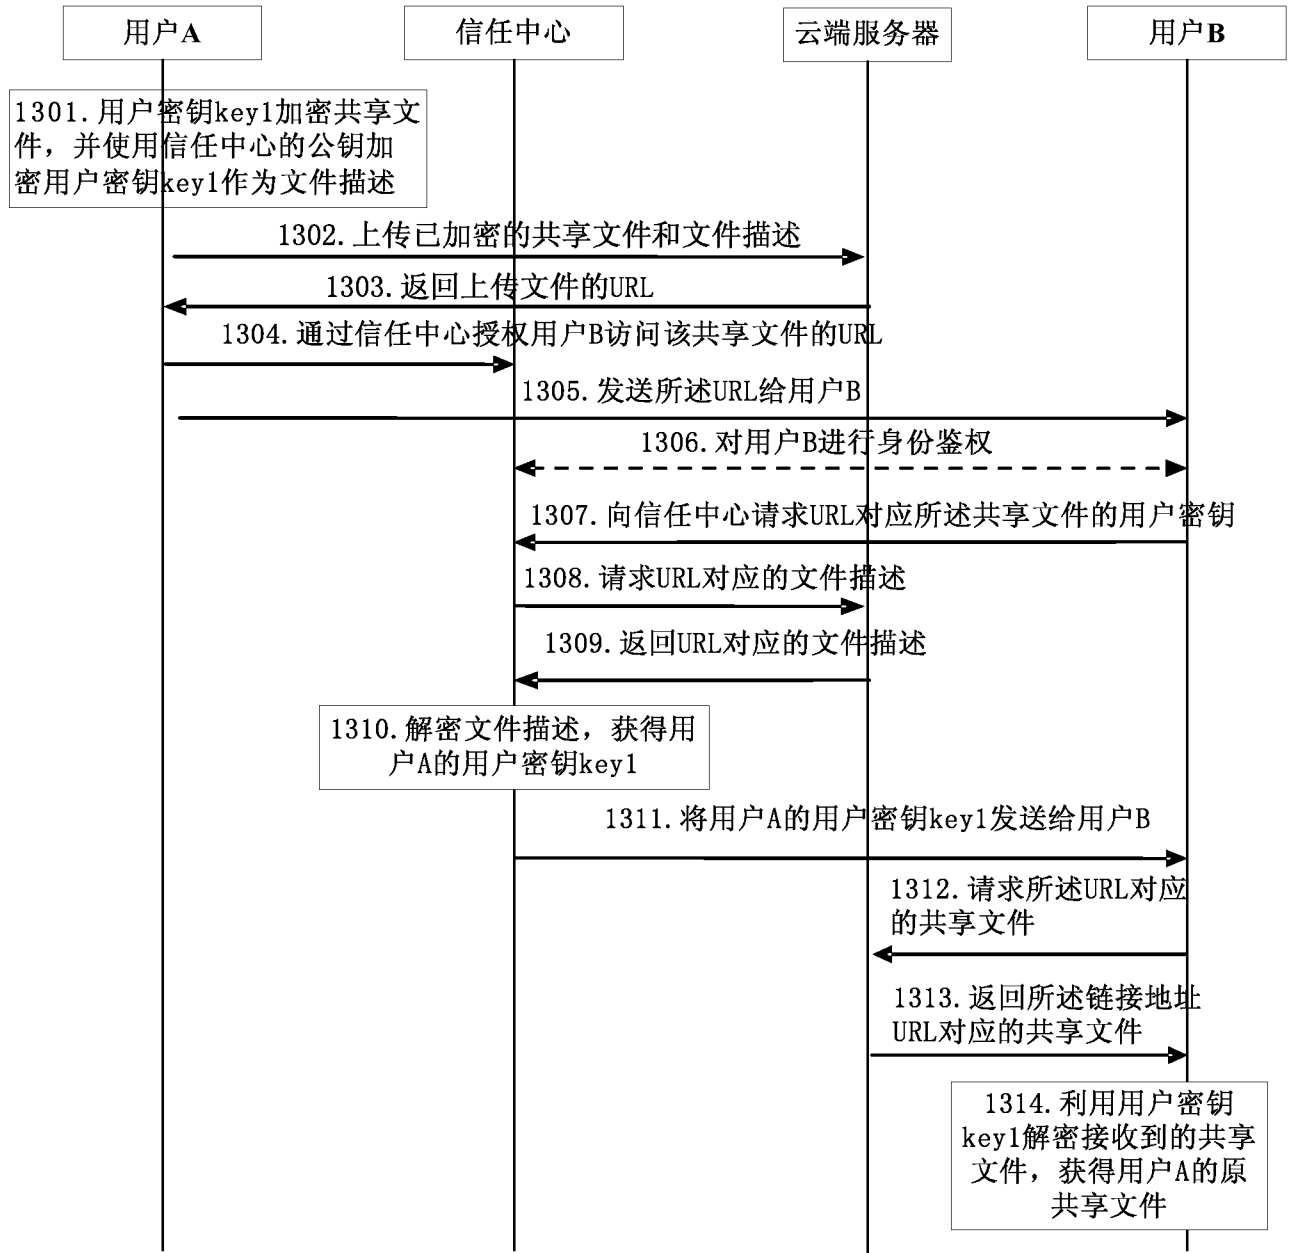 用户A
信任中心
云端服务器
用户B
1301.用户密钥key1加密共享文
件，并使用信任中心的公钥加
密用户密钥key1作为文件描述
1302.上传已加密的共享文件和文件描述
1303.返回上传文件的URL
1304.通过信任中心授权用户B访问该共享文件的URL
1305.发送所述URL给用户B
1306.对用户B进行身份鉴权
1307.向信任中心请求URL对应所述共享文件的用户密钥
1308.请求URL对应的文件描述
1309.返回URL对应的文件描述
1310.解密文件描述，获得用
户A的用户密钥key1
1311.将用户A的用户密钥key1发送给用户B
1312.请求所述URL对应
的共享文件
1313.返回所述链接地址
URL对应的共享文件
1314.利用用户密钥
key1解密接收到的共享
文件，获得用户A的原
共享文件